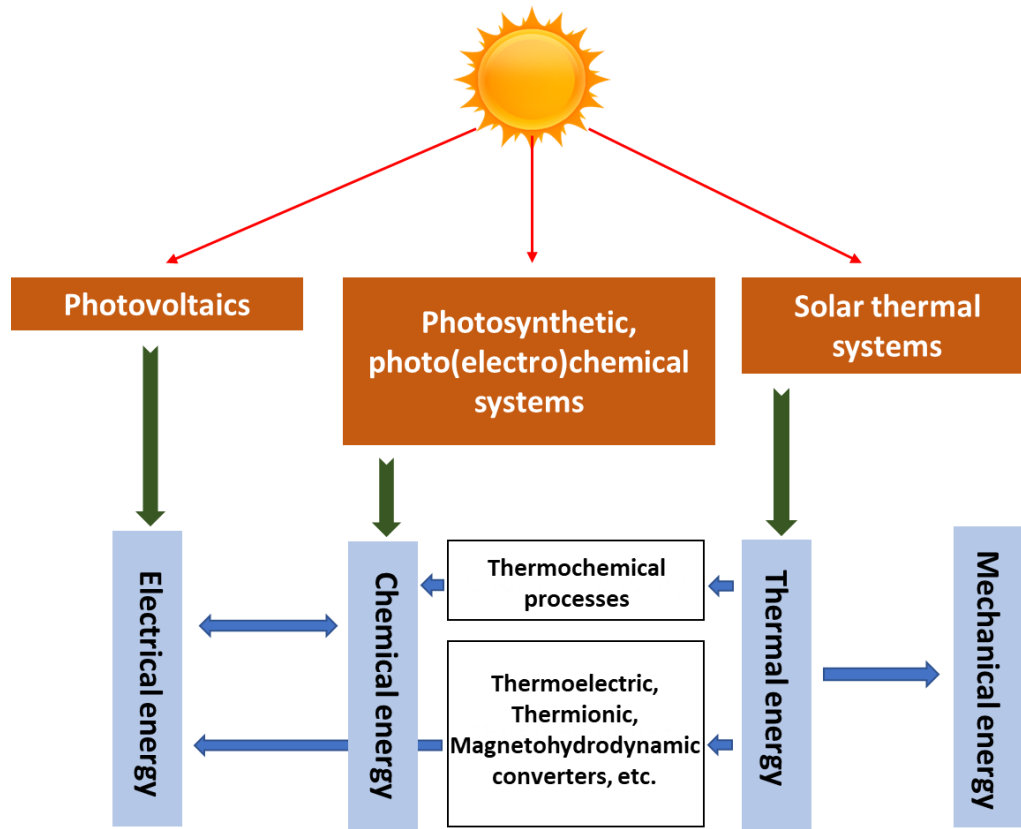 Photovoltaics
Photosynthetic,
photo(electro)chemical
systems
Solar thermal
systems
Electrical energy
Chemical energy
Thermochemical
processes
Thermoelectric,
Thermionic,
Magnetohydrodynamic
converters, etc.
Thermal energy
Mechanical energy